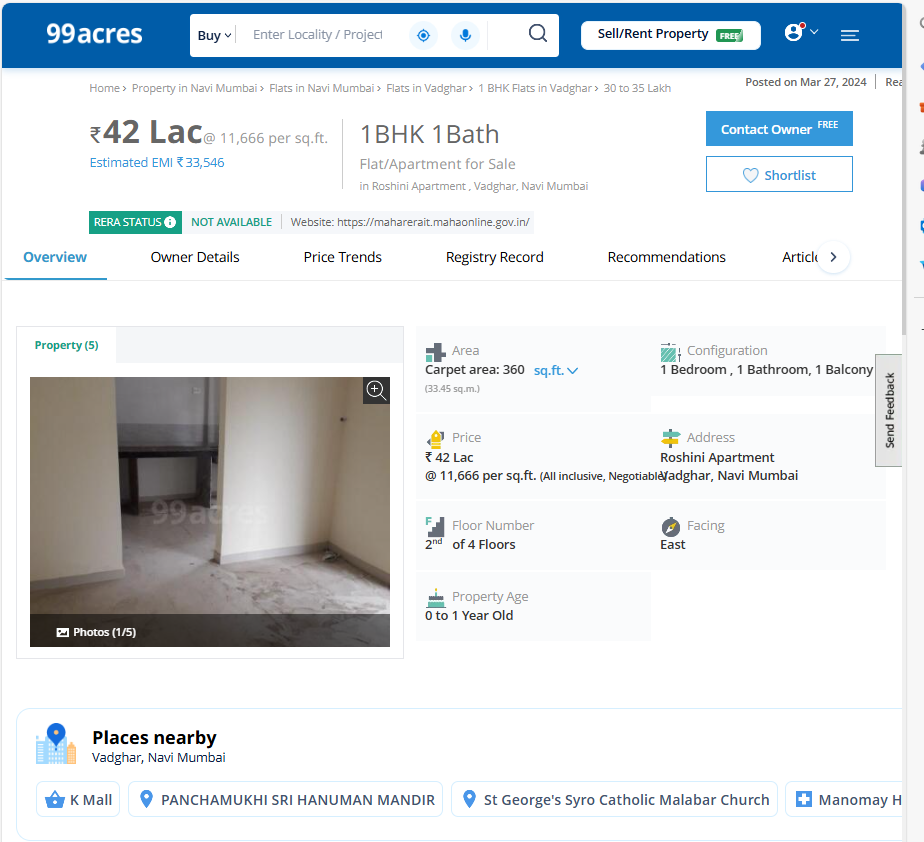 99acres
Buy
Enter Locality / Project
Sell/Rent Property FREE
Home › Property in Navi Mumbai › Flats in Navi Mumbai › Flats in Vadghar › 1 BHK Flats in Vadghar › 30 to 35 Lakh
Posted on Mar 27, 2024
₹42 Lac @ 11,666 per sq.ft.
Estimated EMI ₹33,546
1BHK 1Bath
Flat/Apartment for Sale
in Roshini Apartment , Vadghar, Navi Mumbai
Contact Owner FREE
Shortlist
RERA STATUS NOT AVAILABLE Website: https://maharerait.mahaonline.gov.in/
Overview Owner Details Price Trends Registry Record Recommendations Article
Property (5)
99acres
Photos (1/5)
Area
Carpet area: 360 sq.ft.
(33.45 sq.m.)
Configuration
1 Bedroom , 1 Bathroom, 1 Balcony
Price
₹ 42 Lac
@ 11,666 per sq.ft. (All inclusive, Negotiable)
Address
Roshini Apartment
Vadghar, Navi Mumbai
Floor Number
2nd of 4 Floors
Facing
East
Property Age
0 to 1 Year Old
Send Feedback
Places nearby
Vadghar, Navi Mumbai
K Mall
PANCHAMUKHI SRI HANUMAN MANDIR
St George's Syro Catholic Malabar Church
Manomay H